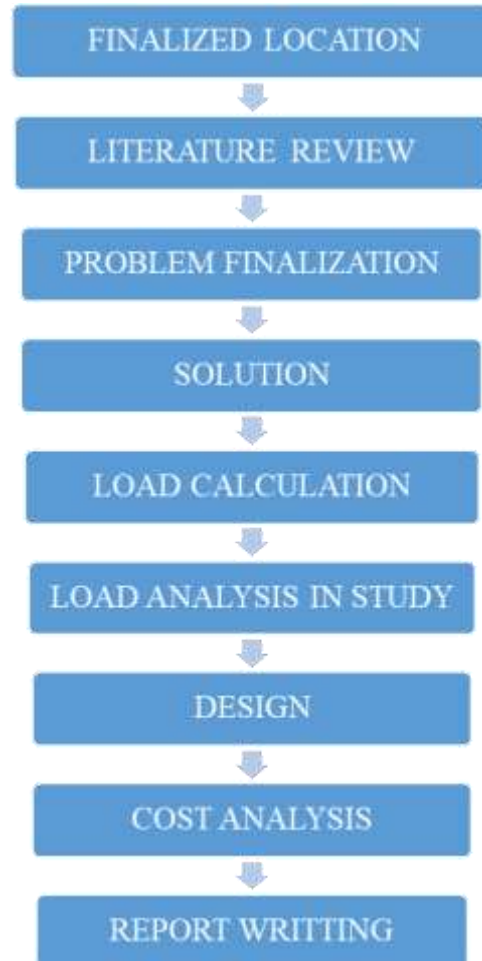 FINALIZED LOCATION
LITERATURE REVIEW
PROBLEM FINALIZATION
SOLUTION
LOAD CALCULATION
LOAD ANALYSIS IN STUDY
DESIGN
COST ANALYSIS
REPORT WRITTING